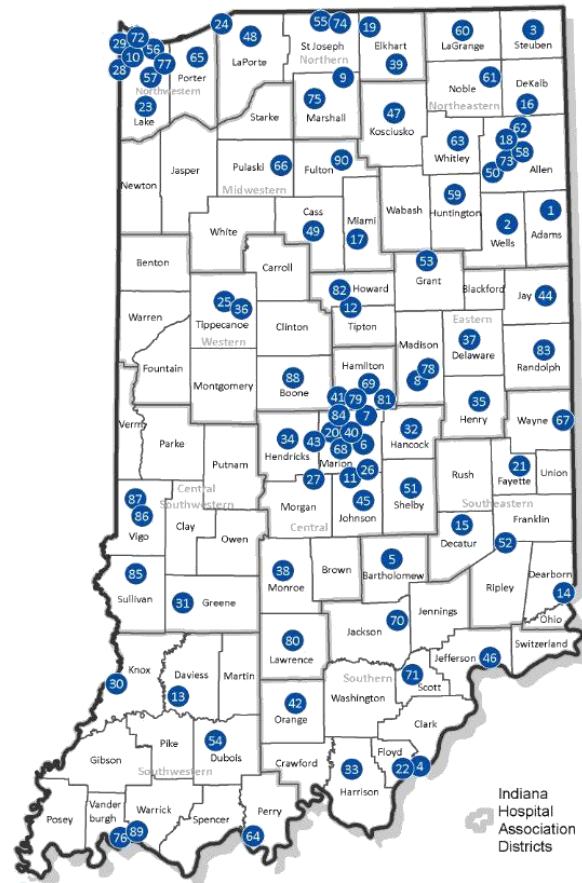 24
55 74
19
60
3
29 72
48
St Joseph
Elkhart
LaGrange
Steuben
10 56
65
LaPorte
Northern
39
28 57 77
Porter
9
Noble 61
DeKalb
Northwestern
75
Northeastern
16
23
Lake
Starke
Marshall
47
Kosciusko
62
63
18
Whitley
58
Pulaski 66
90
73
Allen
Newton
Jasper
Fulton
50
Midwestern
59
Cass
Miami
Wabash
Huntington
2
1
White
49
17
Wells
Adams
53
Benton
Carroll
Grant
82 Howard
Blackford
Jay 44
25 36
12
Warren
Tippecanoe
Clinton
Tipton
Eastern
Western
Madison
37
83
Fountain
88
Hamilton
78
Delaware
Randolph
Montgomery
Boone
69
8
41 79 81
35
84 7
Henry
Wayne 67
Verm
34
43 20 40
32
Parke
Putnam
Hendricks
68 6
Hancock
21
Marion
Rush
Fayette
Union
27
11 26
51
Central
Southwestern
Morgan
45
Shelby
Southeastern
87
86
Clay
Central
Johnson
15
Franklin
Vigo
Owen
Decatur
52
38
Brown
5
85
Monroe
Bartholomew
Ripley
Dearborn
Sullivan
31 Greene
14
Jennings
Ohio
70
Jackson
Switzerland
80
Jefferson 46
Knox
Lawrence
Daviess
Martin
Southern
71
30
13
Washington
Scott
42
Orange
Clark
Pike
54
Dubois
Gibson
Floyd
Southwestern
Crawford
33
22 4
Harrison
Posey
Vander
burgh
Warrick
Spencer
Perry
76 89
64
Indiana
Hospital
Association
Districts